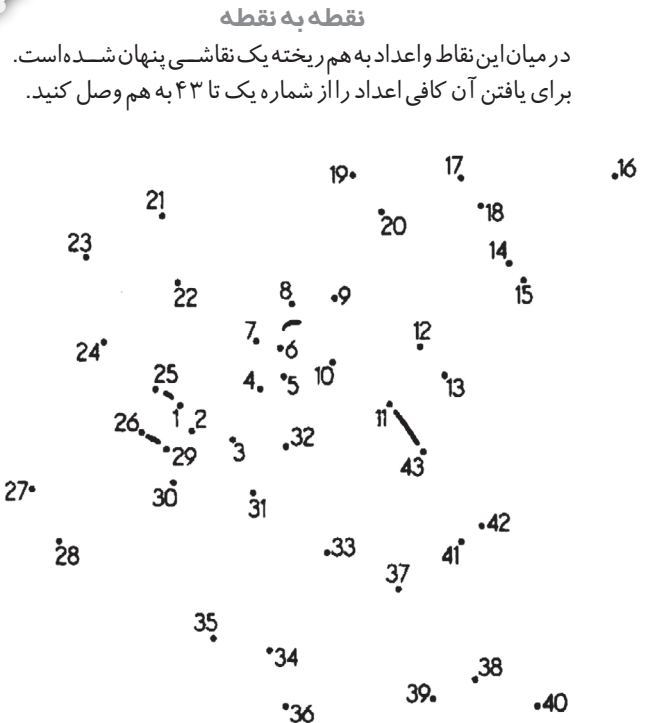 نقطه به نقطه
در میان این نقاط و اعداد به هم ریخته یک نقاشی پنهان شده است.
برای یافتن آن کافی اعداد را از شماره یک تا ۴۳ به هم وصل کنید.
19 17 16
21 20 18
23 14
22 8 9 15
7 12
24 6
25 4 5 10 13
26 1 2 11
29 3 32 43
27 30 31
42
28 33 41
37
35
34 38
39 40
36